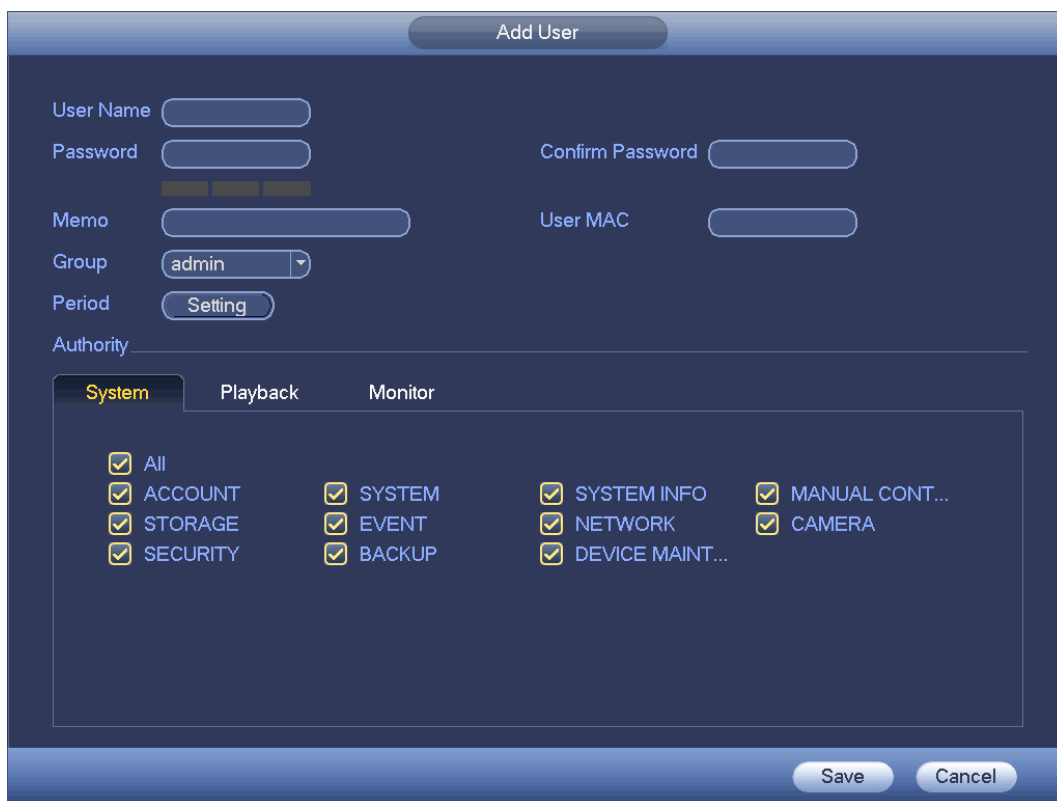 Add User
User Name
Password
Confirm Password
Memo
User MAC
Group
admin
Period
Setting
Authority
System Playback Monitor
All
ACCOUNT SYSTEM SYSTEM INFO MANUAL CONT...
STORAGE EVENT NETWORK CAMERA
SECURITY BACKUP DEVICE MAINT...
Save Cancel